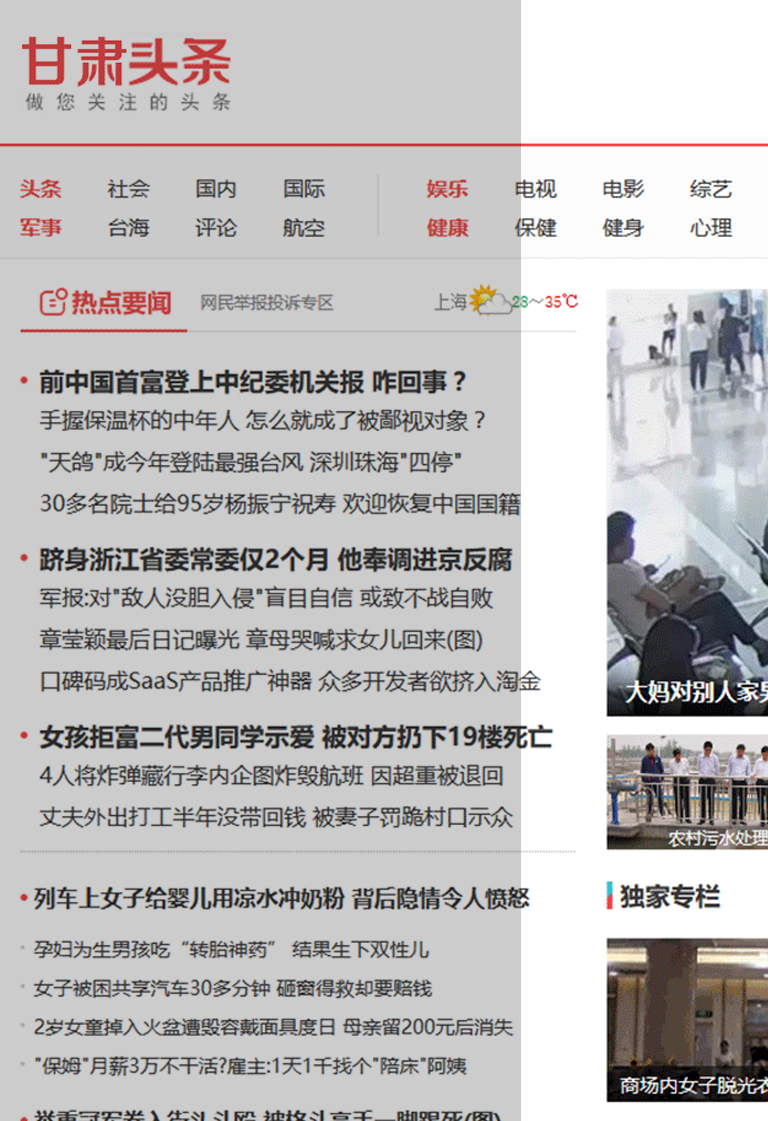 甘肃头条
做您关注的头条
头条 社会 国内 国际 娱乐 电视 电影 综艺
军事 台海 评论 航空 健康 保健 健身 心理
热点要闻 网民举报投诉专区 上海 28～35℃
前中国首富登上中纪委机关报 咋回事？
手握保温杯的中年人 怎么就成了被鄙视对象？
"天鸽"成今年登陆最强台风 深圳珠海"四停"
30多名院士给95岁杨振宁祝寿 欢迎恢复中国国籍
跻身浙江省委常委仅2个月 他奉调进京反腐
军报:对"敌人没胆入侵"盲目自信 或致不战自败
章莹颖最后日记曝光 章母哭喊求女儿回来(图)
口碑码成SaaS产品推广神器 众多开发者欲挤入淘金
女孩拒富二代男同学示爱 被对方扔下19楼死亡
4人将炸弹藏行李内企图炸毁航班 因超重被退回
丈夫外出打工半年没带回钱 被妻子罚跪村口示众
列车上女子给婴儿用凉水冲奶粉 背后隐情令人愤怒
孕妇为生男孩吃“转胎神药” 结果生下双性儿
女子被困共享汽车30多分钟 砸窗得救却要赔钱
2岁女童掉入火盆遭毁容戴面具度日 母亲留200元后消失
"保姆"月薪3万不干活?雇主:1天1千找个"陪床"阿姨
大妈对别人家男
农村污水处理
独家专栏
商场内女子脱光衣